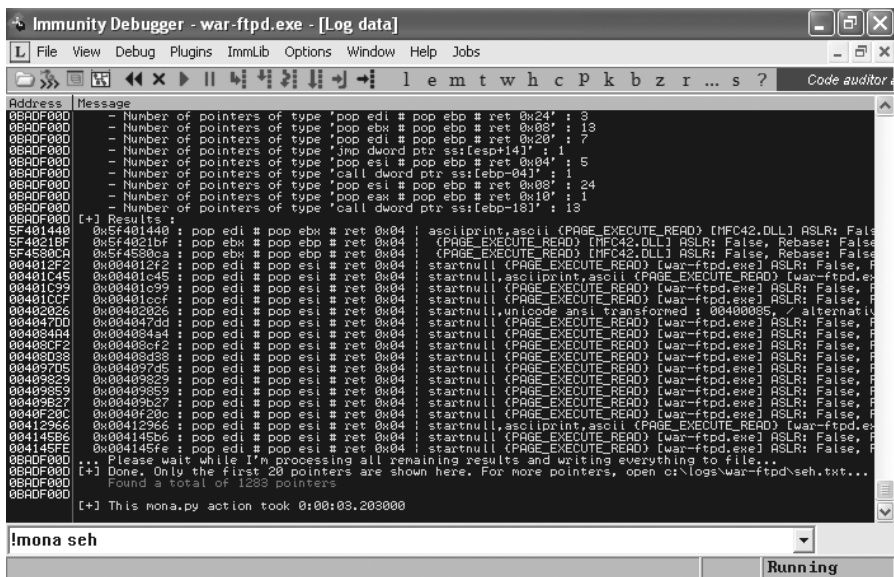 Immunity Debugger - war-ftpd.exe - [Log data]
L File View Debug Plugins ImmLib Options Window Help Jobs
l e m t w h c P k b z r ... s ? Code auditor a
Address Message
0BADF00D - Number of pointers of type 'pop edi # pop ebp # ret 0x24' : 3
0BADF00D - Number of pointers of type 'pop ebx # pop ebp # ret 0x08' : 13
0BADF00D - Number of pointers of type 'pop edi # pop ebp # ret 0x20' : 7
0BADF00D - Number of pointers of type 'jmp dword ptr ss:[esp+14]' : 1
0BADF00D - Number of pointers of type 'pop esi # pop ebx # ret 0x04' : 5
0BADF00D - Number of pointers of type 'call dword ptr ss:[ebp-04]' : 1
0BADF00D - Number of pointers of type 'pop esi # pop ebx # ret 0x08' : 24
0BADF00D - Number of pointers of type 'pop eax # pop ebp # ret 0x10' : 1
0BADF00D - Number of pointers of type 'call dword ptr ss:[ebp-18]' : 13
0BADF00D [+] Results :
5F401440 0x5f401440 : pop edi # pop ebx # ret 0x04 | asciiprint,ascii {PAGE_EXECUTE_READ} [MFC42.DLL] ASLR: Fals
5F4021BF 0x5f4021bf : pop ebx # pop ebp # ret 0x04 | {PAGE_EXECUTE_READ} [MFC42.DLL] ASLR: False, Rebase: False
5F4580CA 0x5f4580ca : pop ebx # pop ebp # ret 0x04 | {PAGE_EXECUTE_READ} [MFC42.DLL] ASLR: False, Rebase: False
004012F2 0x004012f2 : pop edi # pop esi # ret 0x04 | startnull {PAGE_EXECUTE_READ} [war-ftpd.exe] ASLR: False, R
00401C45 0x00401c45 : pop edi # pop esi # ret 0x04 | startnull,asciiprint,ascii {PAGE_EXECUTE_READ} [war-ftpd.ex
00401C99 0x00401c99 : pop edi # pop esi # ret 0x04 | startnull {PAGE_EXECUTE_READ} [war-ftpd.exe] ASLR: False, R
00401CCF 0x00401ccf : pop edi # pop esi # ret 0x04 | startnull {PAGE_EXECUTE_READ} [war-ftpd.exe] ASLR: False, R
00402026 0x00402026 : pop edi # pop esi # ret 0x04 | startnull,unicode ansi transformed : 00400085, / alternativ
004047DD 0x004047dd : pop edi # pop esi # ret 0x04 | startnull {PAGE_EXECUTE_READ} [war-ftpd.exe] ASLR: False, R
004084A4 0x004084a4 : pop edi # pop esi # ret 0x04 | startnull {PAGE_EXECUTE_READ} [war-ftpd.exe] ASLR: False, R
00408CF2 0x00408cf2 : pop edi # pop esi # ret 0x04 | startnull {PAGE_EXECUTE_READ} [war-ftpd.exe] ASLR: False, R
00408D38 0x00408d38 : pop edi # pop esi # ret 0x04 | startnull {PAGE_EXECUTE_READ} [war-ftpd.exe] ASLR: False, R
004097D5 0x004097d5 : pop edi # pop esi # ret 0x04 | startnull {PAGE_EXECUTE_READ} [war-ftpd.exe] ASLR: False, R
00409829 0x00409829 : pop edi # pop esi # ret 0x04 | startnull {PAGE_EXECUTE_READ} [war-ftpd.exe] ASLR: False, R
00409859 0x00409859 : pop edi # pop esi # ret 0x04 | startnull {PAGE_EXECUTE_READ} [war-ftpd.exe] ASLR: False, R
00409B27 0x00409b27 : pop edi # pop esi # ret 0x04 | startnull {PAGE_EXECUTE_READ} [war-ftpd.exe] ASLR: False, R
0040F20C 0x0040f20c : pop edi # pop esi # ret 0x04 | startnull {PAGE_EXECUTE_READ} [war-ftpd.exe] ASLR: False, R
00412966 0x00412966 : pop edi # pop esi # ret 0x04 | startnull,asciiprint,ascii {PAGE_EXECUTE_READ} [war-ftpd.ex
004145B6 0x004145b6 : pop edi # pop esi # ret 0x04 | startnull {PAGE_EXECUTE_READ} [war-ftpd.exe] ASLR: False, R
004145FE 0x004145fe : pop edi # pop esi # ret 0x04 | startnull {PAGE_EXECUTE_READ} [war-ftpd.exe] ASLR: False, R
0BADF00D ... Please wait while I'm processing all remaining results and writing everything to file...
0BADF00D [+] Done. Only the first 20 pointers are shown here. For more pointers, open c:\logs\war-ftpd\seh.txt...
0BADF00D Found a total of 1283 pointers
0BADF00D
[+] This mona.py action took 0:00:03.203000
!mona seh
Running